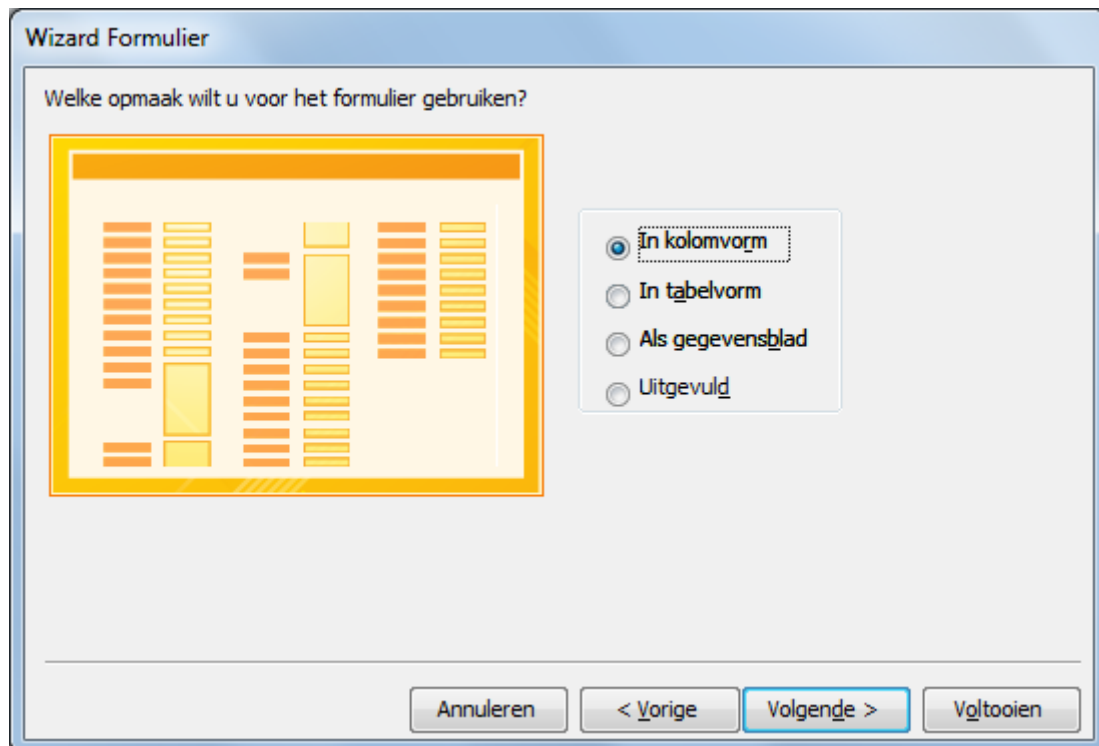 Wizard Formulier
Welke opmaak wilt u voor het formulier gebruiken?
In kolomvorm
In tabelvorm
Als gegevensblad
Uitgevuld
Annuleren
< Vorige
Volgende >
Voltooien